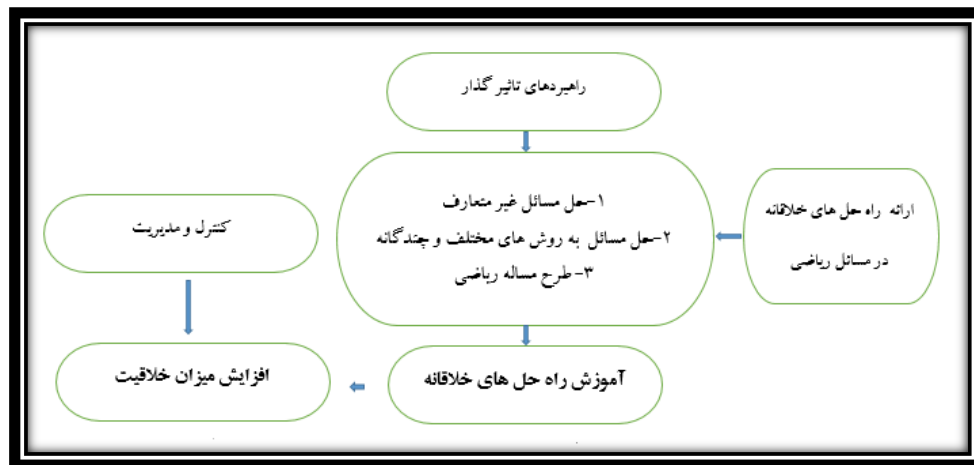 راهبردهای تاثیر گذار
۱-حل مسائل غیر متعارف
۲-حل مسائل به روش های مختلف و چندگانه
۳- طرح مساله ریاضی
ارائه راه حل های خلاقانه
در مسائل ریاضی
کنترل و مدیریت
آموزش راه حل های خلاقانه
افزایش میزان خلاقیت